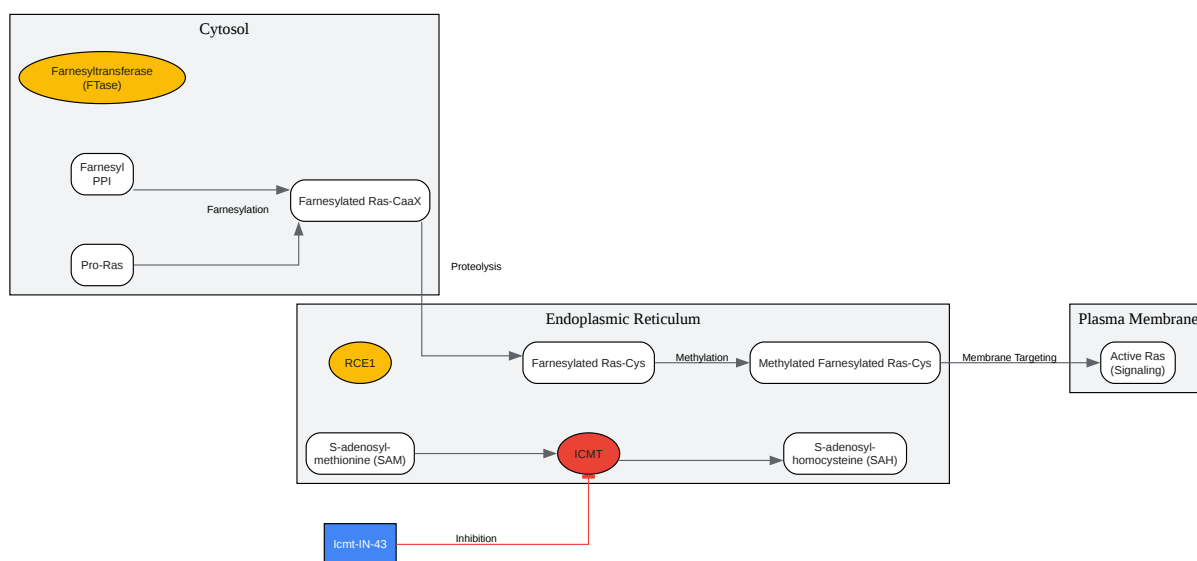 Cytosol
Farnesyltransferase
(FTase)
Farnesyl
PPI
Farnesylated Ras-CaaX
Farnesylation
Pro-Ras
Proteolysis
Endoplasmic Reticulum
Plasma Membrane
RCE1
Farnesylated Ras-Cys
Methylation
Methylated Farnesylated Ras-Cys
Membrane Targeting
Active Ras
(Signaling)
S-adenosyl-
methionine (SAM)
ICMT
S-adenosyl-
homocysteine (SAH)
Icmt-IN-43
Inhibition